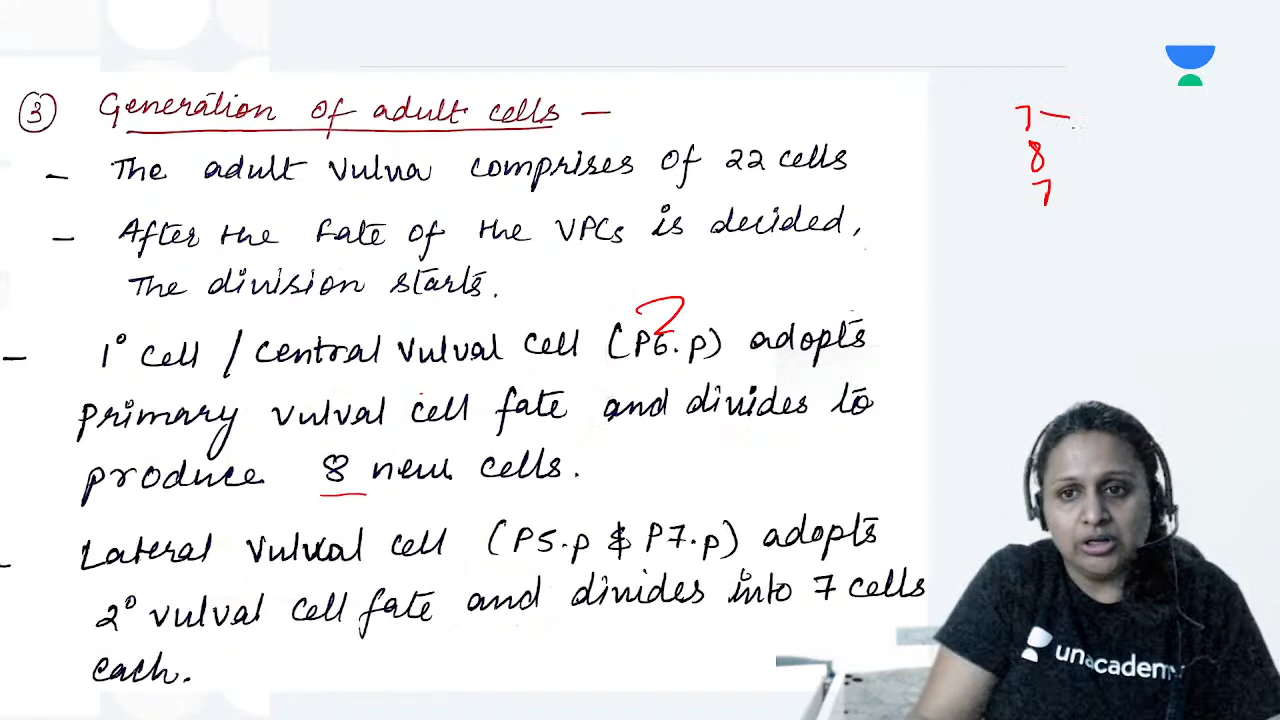 ③ Generation of adult cells —
- The adult vulva comprises of 22 cells
- After the fate of the VPCs is decided,
The division starts.
- 1° cell / central vulval cell (P6.p) adopts
primary vulval cell fate and divides to
produce 8 new cells.
- Lateral vulval cell (P5.p & P7.p) adopts
2° vulval cell fate and divides into 7 cells
each.
7 —
8
7
unacademy